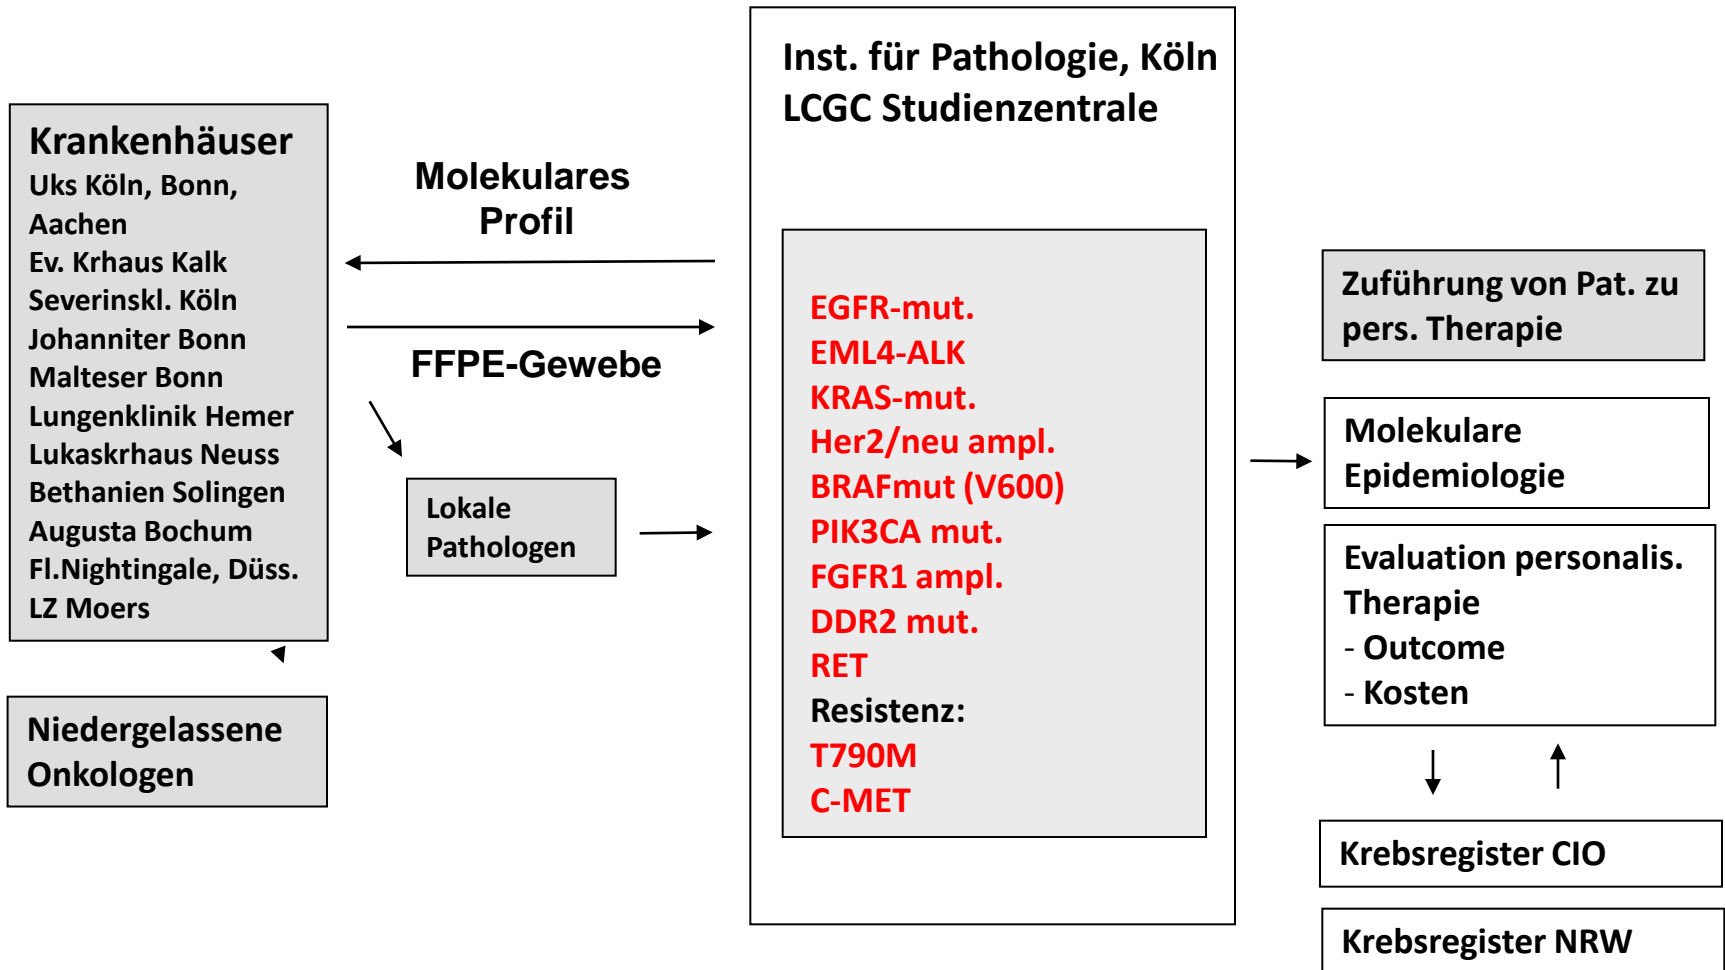 Krankenhäuser
Uks Köln, Bonn,
Aachen
Ev. Krhaus Kalk
Severinskl. Köln
Johanniter Bonn
Malteser Bonn
Lungenklinik Hemer
Lukaskrhaus Neuss
Bethanien Solingen
Augusta Bochum
Fl.Nightingale, Düss.
LZ Moers
Niedergelassene
Onkologen
Molekulares
Profil
FFPE-Gewebe
Lokale
Pathologen
Inst. für Pathologie, Köln
LCGC Studienzentrale
EGFR-mut.
EML4-ALK
KRAS-mut.
Her2/neu ampl.
BRAFmut (V600)
PIK3CA mut.
FGFR1 ampl.
DDR2 mut.
RET
Resistenz:
T790M
C-MET
Zuführung von Pat. zu
pers. Therapie
Molekulare
Epidemiologie
Evaluation personalis.
Therapie
- Outcome
- Kosten
Krebsregister CIO
Krebsregister NRW